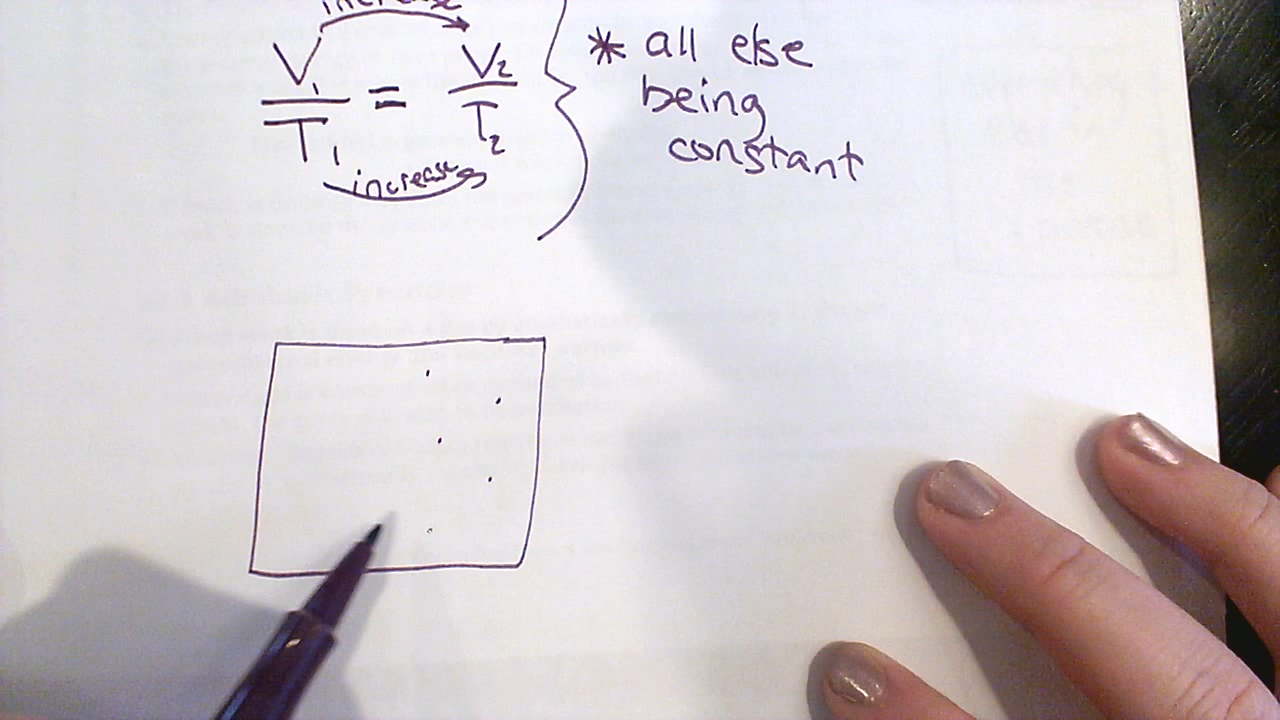 increase
V₁ = V₂
T₁ T₂
increase
* all else
being
constant